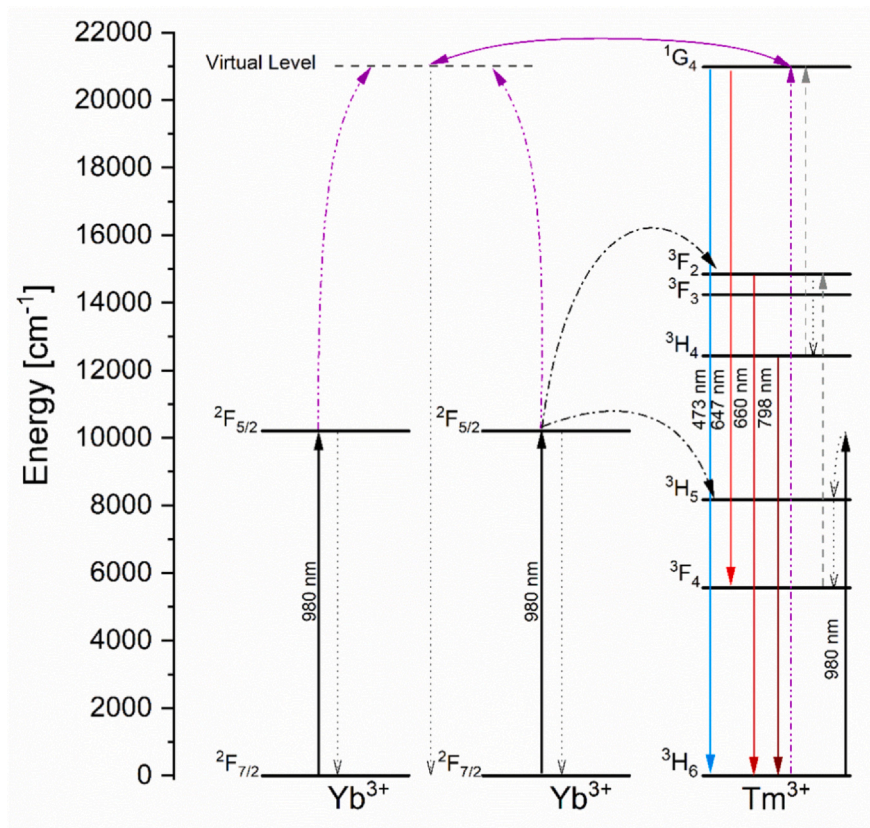 Energy [cm⁻¹]
22000
20000
18000
16000
14000
12000
10000
8000
6000
4000
2000
0
Virtual Level
²F₅/₂
²F₅/₂
980 nm
980 nm
²F₇/₂
²F₇/₂
Yb³⁺
Yb³⁺
¹G₄
³F₂
³F₃
³H₄
473 nm
647 nm
660 nm
798 nm
³H₅
³F₄
980 nm
³H₆
Tm³⁺